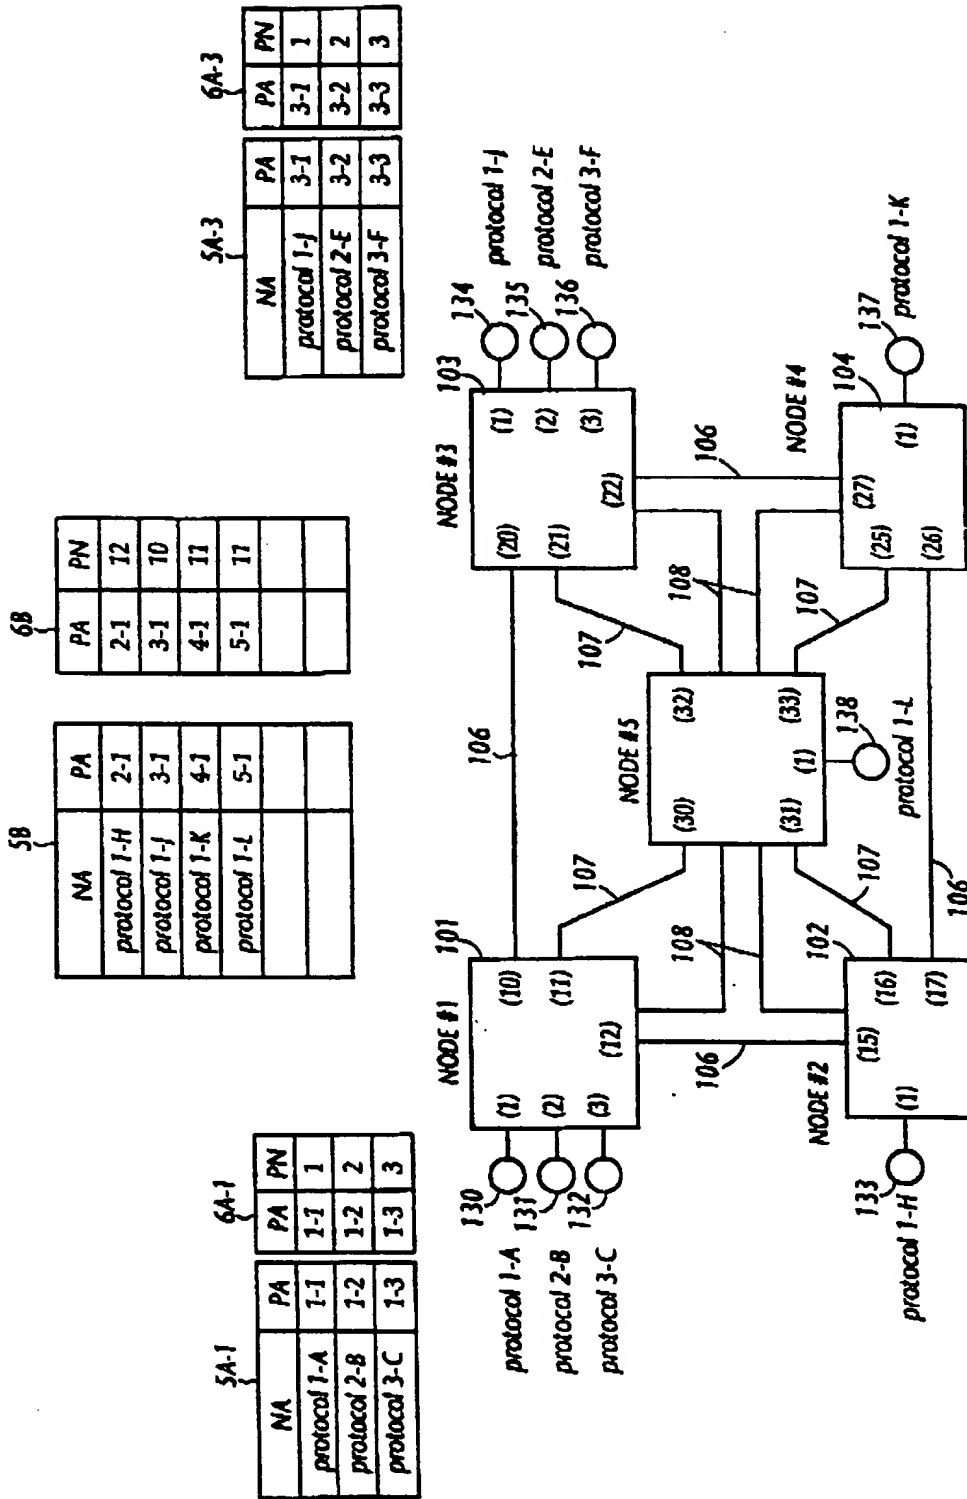 5A-1
NA PA
protocol 1-A 1-1
protocol 2-B 1-2
protocol 3-C 1-3
6A-1
PA PN
1-1 1
1-2 2
1-3 3
5B
NA PA
protocol 1-H 2-1
protocol 1-J 3-1
protocol 1-K 4-1
protocol 1-L 5-1
6B
PA PN
2-1 12
3-1 10
4-1 11
5-1 11
5A-3
NA PA
protocol 1-J 3-1
protocol 2-E 3-2
protocol 3-F 3-3
6A-3
PA PN
3-1 1
3-2 2
3-3 3
NODE #1
101
(1)
(2)
(3)
(10)
(11)
(12)
130
131
132
protocol 1-A
protocol 2-B
protocol 3-C
106
NODE #3
103
(20)
(21)
(22)
(1)
(2)
(3)
134
135
136
protocol 1-J
protocol 2-E
protocol 3-F
107
107
108
108
106
106
NODE #5
(30)
(31)
(32)
(33)
(1)
138
protocol 1-L
107
107
NODE #2
102
(15)
(16)
(17)
(1)
133
protocol 1-H
106
NODE #4
104
(25)
(26)
(27)
(1)
137
protocol 1-K